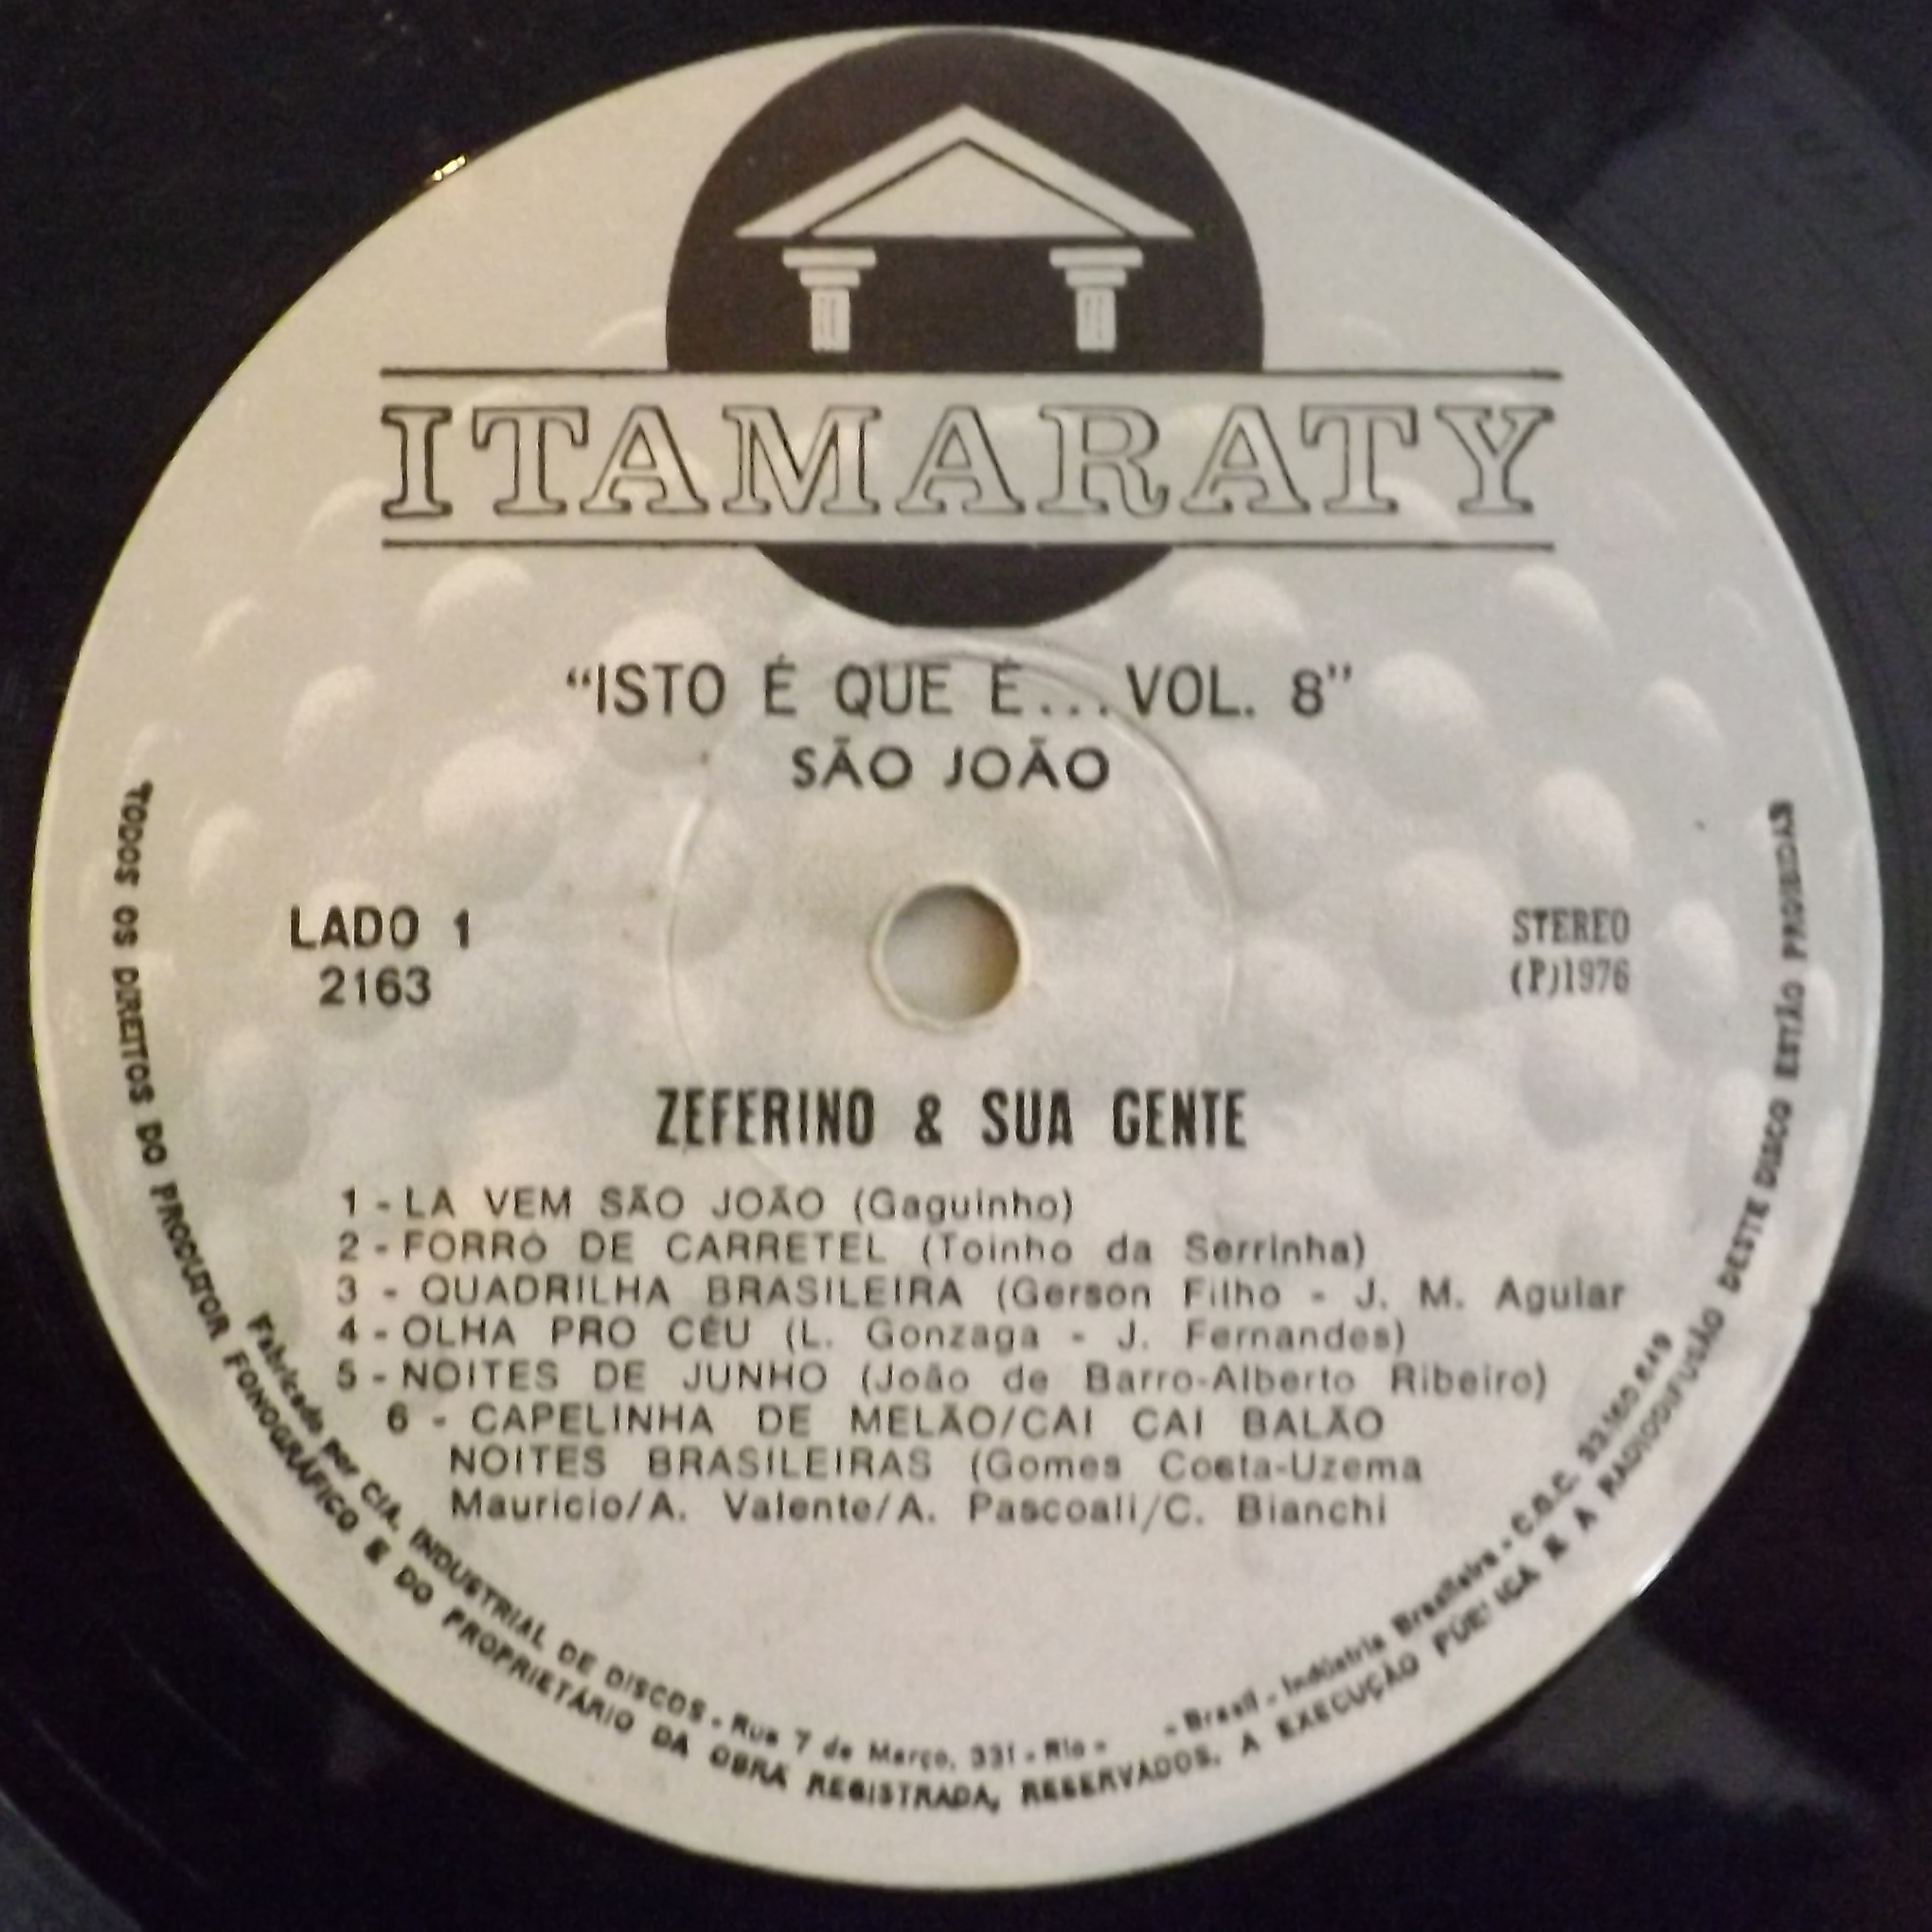 ITAMARATY
“ISTO É QUE É... VOL. 8”
SÃO JOÃO
LADO 1
2163
STEREO
(P)1976
ZEFERINO & SUA GENTE
1 - LA VEM SÃO JOÃO (Gaguinho)
2 - FORRÓ DE CARRETEL (Toinho da Serrinha)
3 - QUADRILHA BRASILEIRA (Gerson Filho - J. M. Aguiar
4 - OLHA PRO CÉU (L. Gonzaga - J. Fernandes)
5 - NOITES DE JUNHO (João de Barro-Alberto Ribeiro)
6 - CAPELINHA DE MELÃO/CAI CAI BALÃO
NOITES BRASILEIRAS (Gomes Costa-Uzema
Mauricio/A. Valente/A. Pascoali/C. Bianchi
Fabricado por CIA. INDUSTRIAL DE DISCOS - Rua 7 de Março, 331 - Rio - - Brasil - Indústria Brasileira - C.G.C. 33.160.649
TODOS OS DIREITOS DO PRODUTOR FONOGRÁFICO E DO PROPRIETÁRIO DA OBRA REGISTRADA, RESERVADOS. A EXECUÇÃO PÚBLICA E A RADIODIFUSÃO DESTE DISCO ESTÃO PROIBIDAS